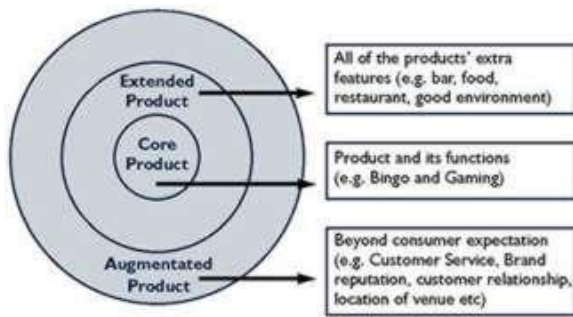 Extended
Product
Core
Product
Augmentated
Product
All of the products' extra
features (e.g. bar, food,
restaurant, good environment)
Product and its functions
(e.g. Bingo and Gaming)
Beyond consumer expectation
(e.g. Customer Service, Brand
reputation, customer relationship,
location of venue etc)